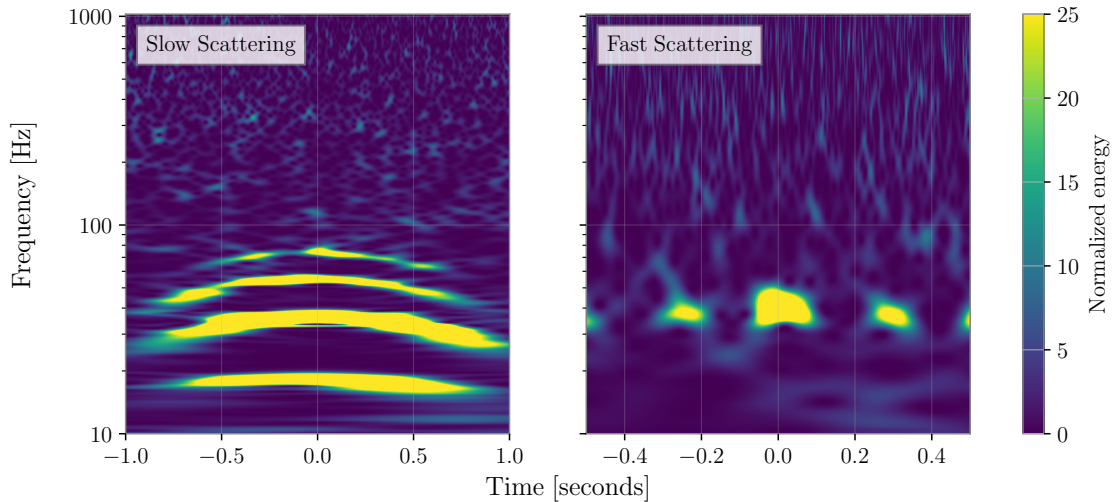 Slow Scattering
Fast Scattering
Frequency [Hz]
1000
100
10
−1.0 −0.5 0.0 0.5 1.0
−0.4 −0.2 0.0 0.2 0.4
Time [seconds]
25
20
15
10
5
0
Normalized energy